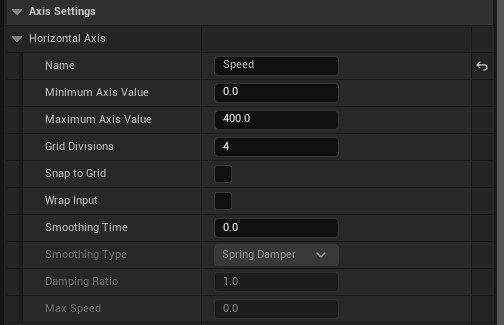 Axis Settings
Horizontal Axis
Name Speed
Minimum Axis Value 0.0
Maximum Axis Value 400.0
Grid Divisions 4
Snap to Grid
Wrap Input
Smoothing Time 0.0
Smoothing Type Spring Damper
Damping Ratio 1.0
Max Speed 0.0